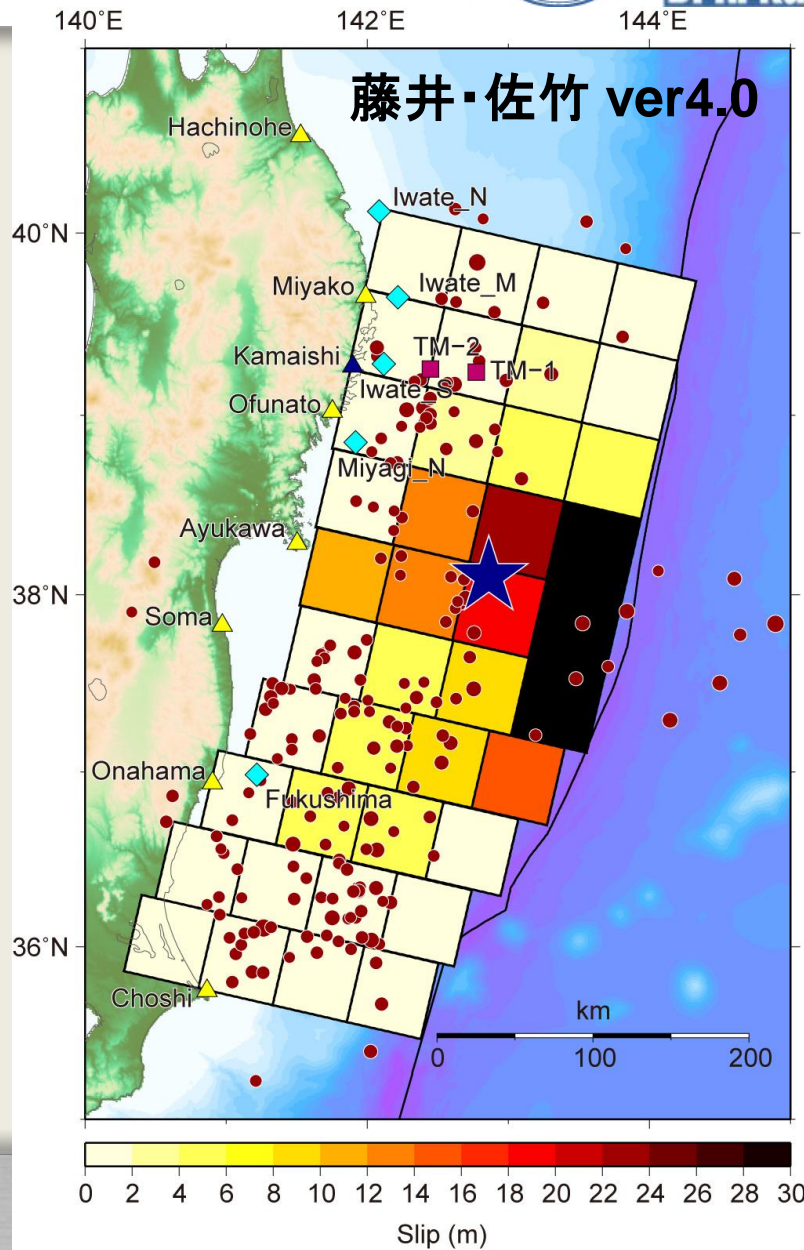 140˚E
142˚E
144˚E
藤井・佐竹 ver4.0
Hachinohe
Iwate_N
40˚N
Miyako
Iwate_M
Kamaishi
TM−2
TM−1
Iwate_S
Ofunato
Miyagi_N
Ayukawa
38˚N
Soma
Onahama
Fukushima
36˚N
Choshi
km
0 100 200
0 2 4 6 8 10 12 14 16 18 20 22 24 26 28 30
Slip (m)